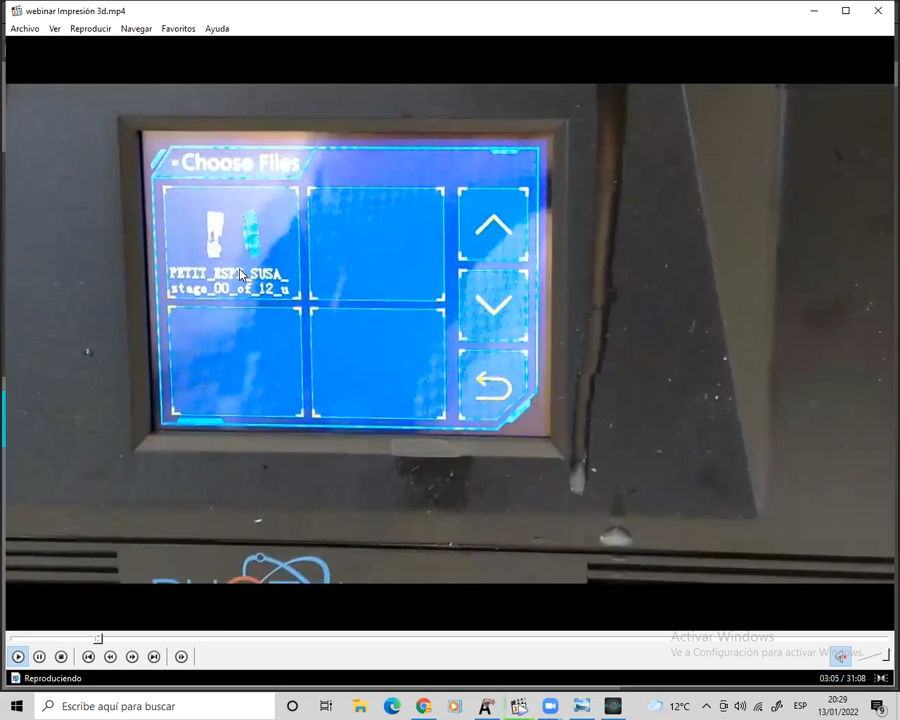 webinar Impresión 3d.mp4
Archivo Ver Reproducir Navegar Favoritos Ayuda
Choose Files
PETIT_ESPI_SUSA_
stage_00_of_12_u
Activar Windows
Ve a Configuración para activar Windows.
Reproduciendo
03:05 / 31:08
Escribe aquí para buscar
12°C
ESP
20:29
13/01/2022
9